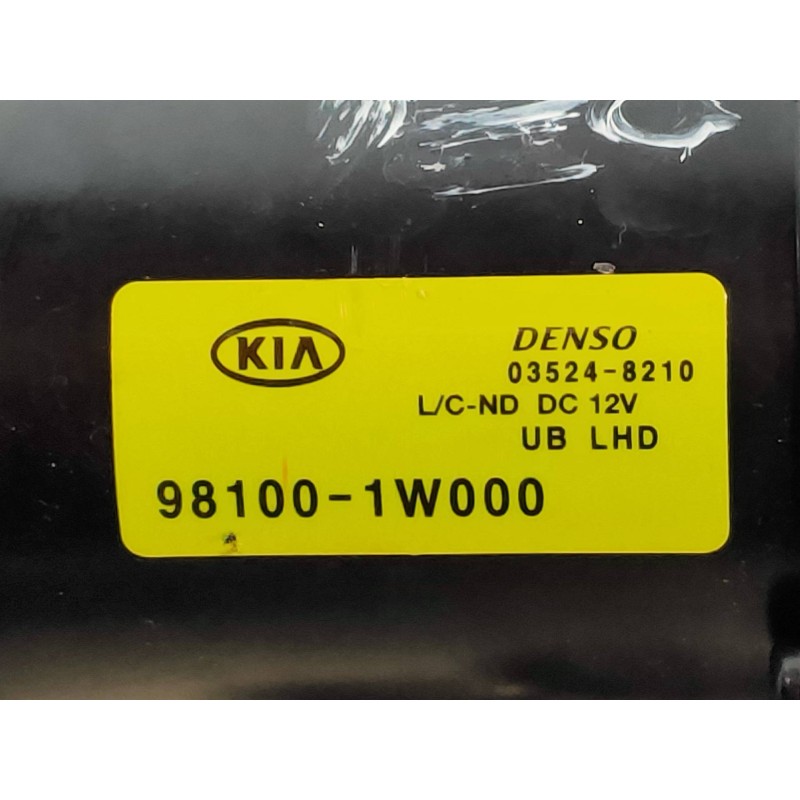 KIA
DENSO
03524-8210
L/C-ND DC 12V
UB LHD
98100-1W000